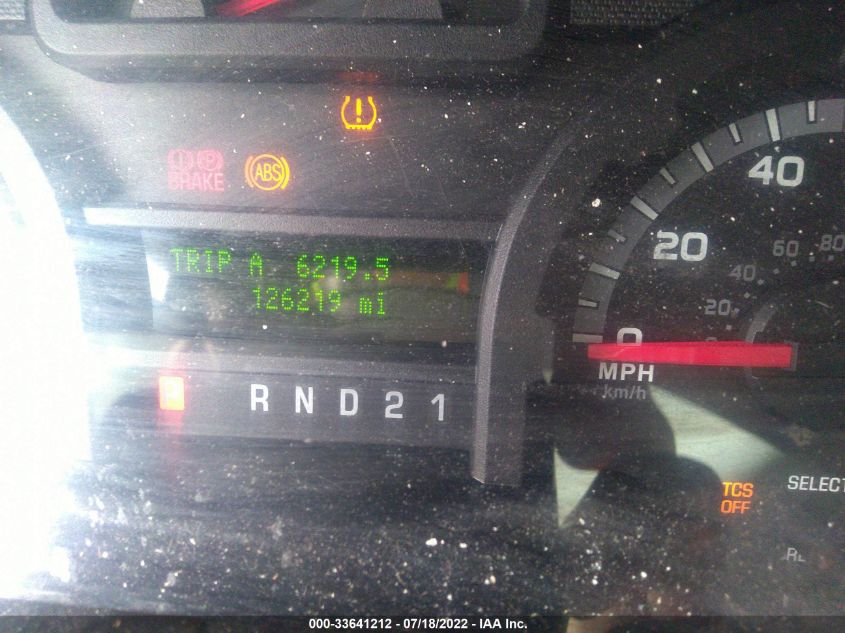 BRAKE
ABS
TRIP A 6219.5
126219 mi
P R N D 2 1
40
20
0
MPH
km/h
80
60
40
20
TCS
OFF
SELECT
000-33641212 - 07/18/2022 - IAA Inc.